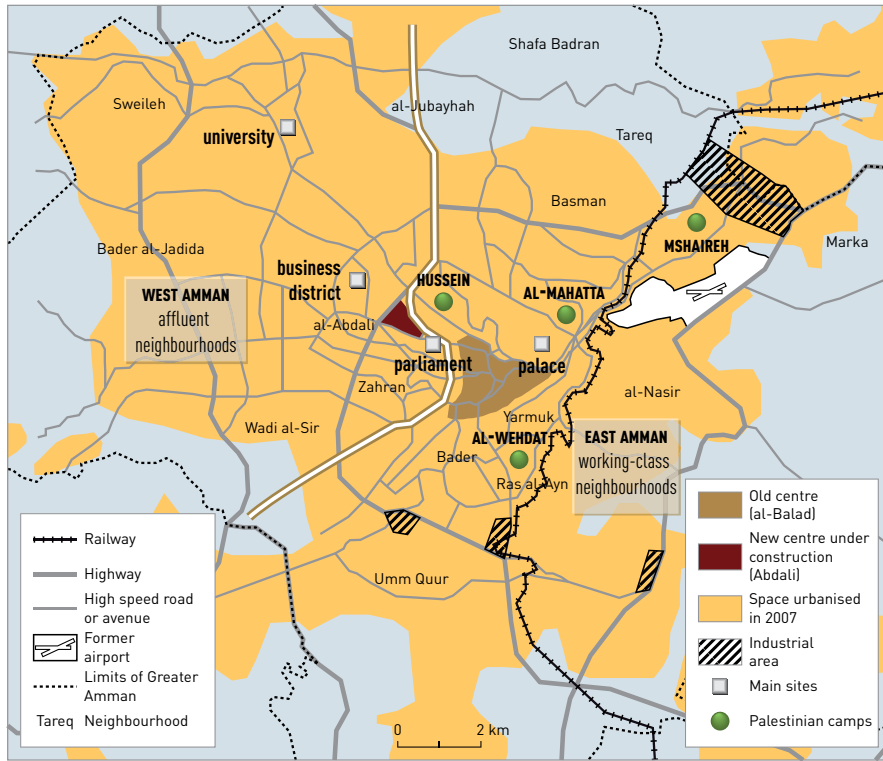 Shafa Badran
Sweileh
al-Jubayhah
university
Tareq
Basman
MSHAIREH
Marka
Bader al-Jadida
business
district
HUSSEIN
AL-MAHATTA
WEST AMMAN
affluent
neighbourhoods
al-Abdali
parliament
palace
Zahran
al-Nasir
Wadi al-Sir
Yarmuk
AL-WEHDAT
Bader
Ras al-Ayn
EAST AMMAN
working-class
neighbourhoods
Umm Quur
Railway
Highway
High speed road
or avenue
Former
airport
Limits of Greater
Amman
Tareq Neighbourhood
0 2 km
Old centre
(al-Balad)
New centre under
construction
(Abdali)
Space urbanised
in 2007
Industrial
area
Main sites
Palestinian camps